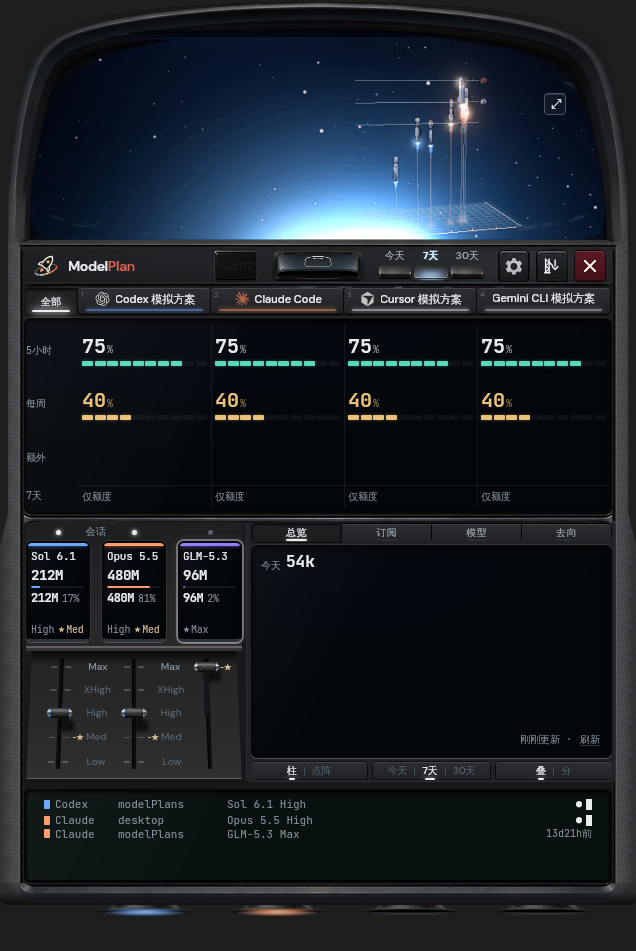 今天 7天 30天
ModelPlan ALERT
全部 1 Codex 模拟方案 2 Claude Code 3 Cursor 模拟方案 4 Gemini CLI 模拟方案
5小时 75% 75% 75% 75%
每周 40% 40% 40% 40%
额外
7天 仅额度 仅额度 仅额度 仅额度
会话 总览 订阅 模型 去向
Sol 6.1 Opus 5.5 GLM-5.3
212M 480M 96M
212M 17% 480M 81% 96M 2%
High ★Med High ★Med ★Max
今天 54k
Max Max ★
XHigh XHigh
High High
★Med ★Med
Low Low
刚刚更新 · 刷新
柱 | 点阵 今天 | 7天 | 30天 叠 | 分
Codex modelPlans Sol 6.1 High
Claude desktop Opus 5.5 High
Claude modelPlans GLM-5.3 Max 13d21h前